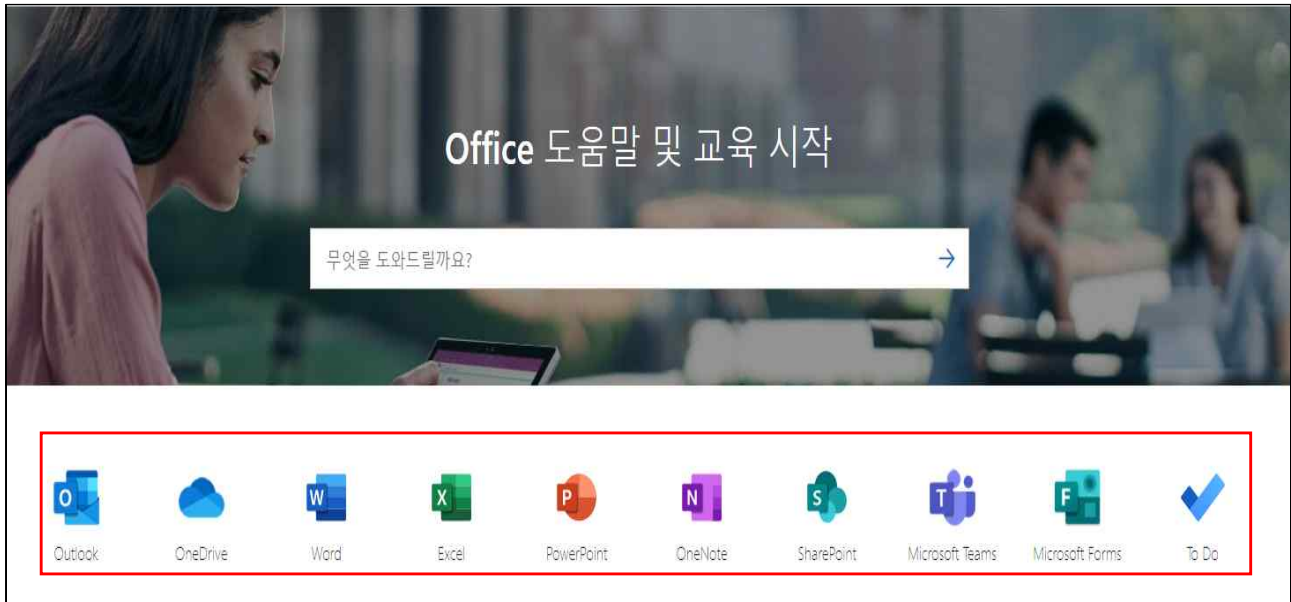 Office 도움말 및 교육 시작
무엇을 도와드릴까요?
O W X P N S T F
Outlook OneDrive Word Excel PowerPoint OneNote SharePoint Microsoft Teams Microsoft Forms To Do